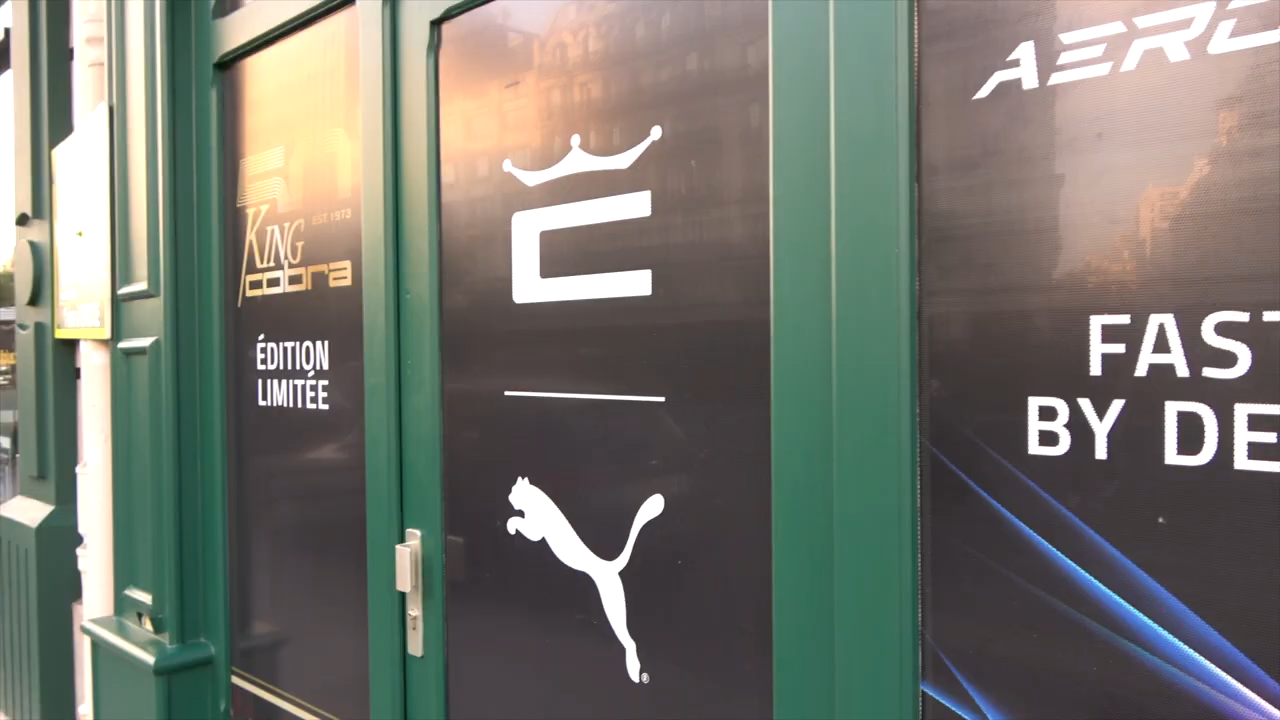 EST. 1973
KING
cobra
ÉDITION
LIMITÉE
AERO
FAST
BY DE